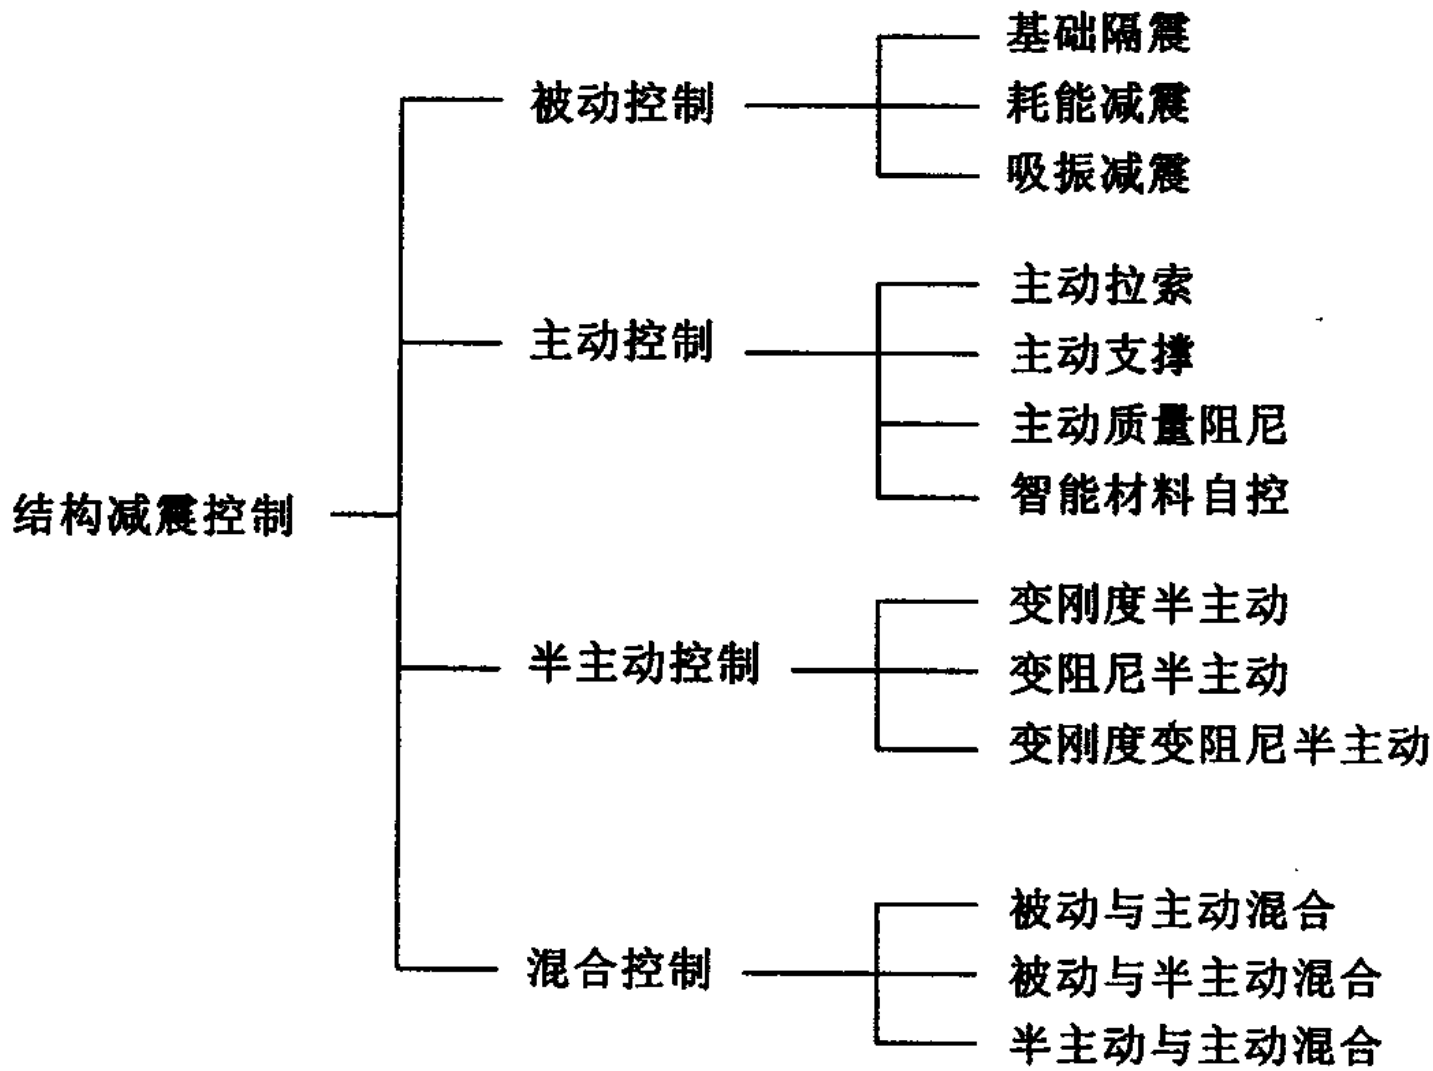 结构减震控制
被动控制
基础隔震
耗能减震
吸振减震
主动控制
主动拉索
主动支撑
主动质量阻尼
智能材料自控
半主动控制
变刚度半主动
变阻尼半主动
变刚度变阻尼半主动
混合控制
被动与主动混合
被动与半主动混合
半主动与主动混合